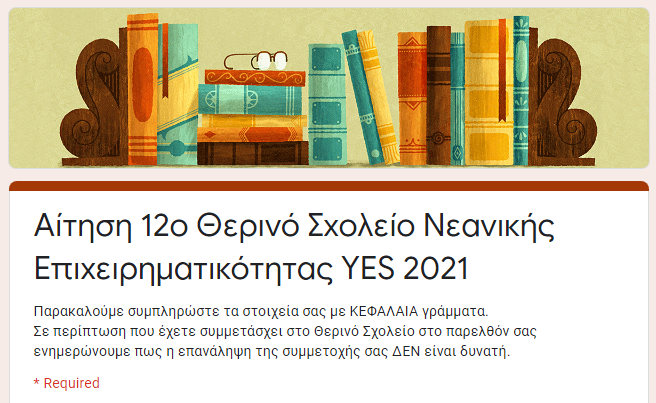 Αίτηση 12ο Θερινό Σχολείο Νεανικής
Επιχειρηματικότητας YES 2021
Παρακαλούμε συμπληρώστε τα στοιχεία σας με ΚΕΦΑΛΑΙΑ γράμματα.
Σε περίπτωση που έχετε συμμετάσχει στο Θερινό Σχολείο στο παρελθόν σας
ενημερώνουμε πως η επανάληψη της συμμετοχής σας ΔΕΝ είναι δυνατή.
* Required